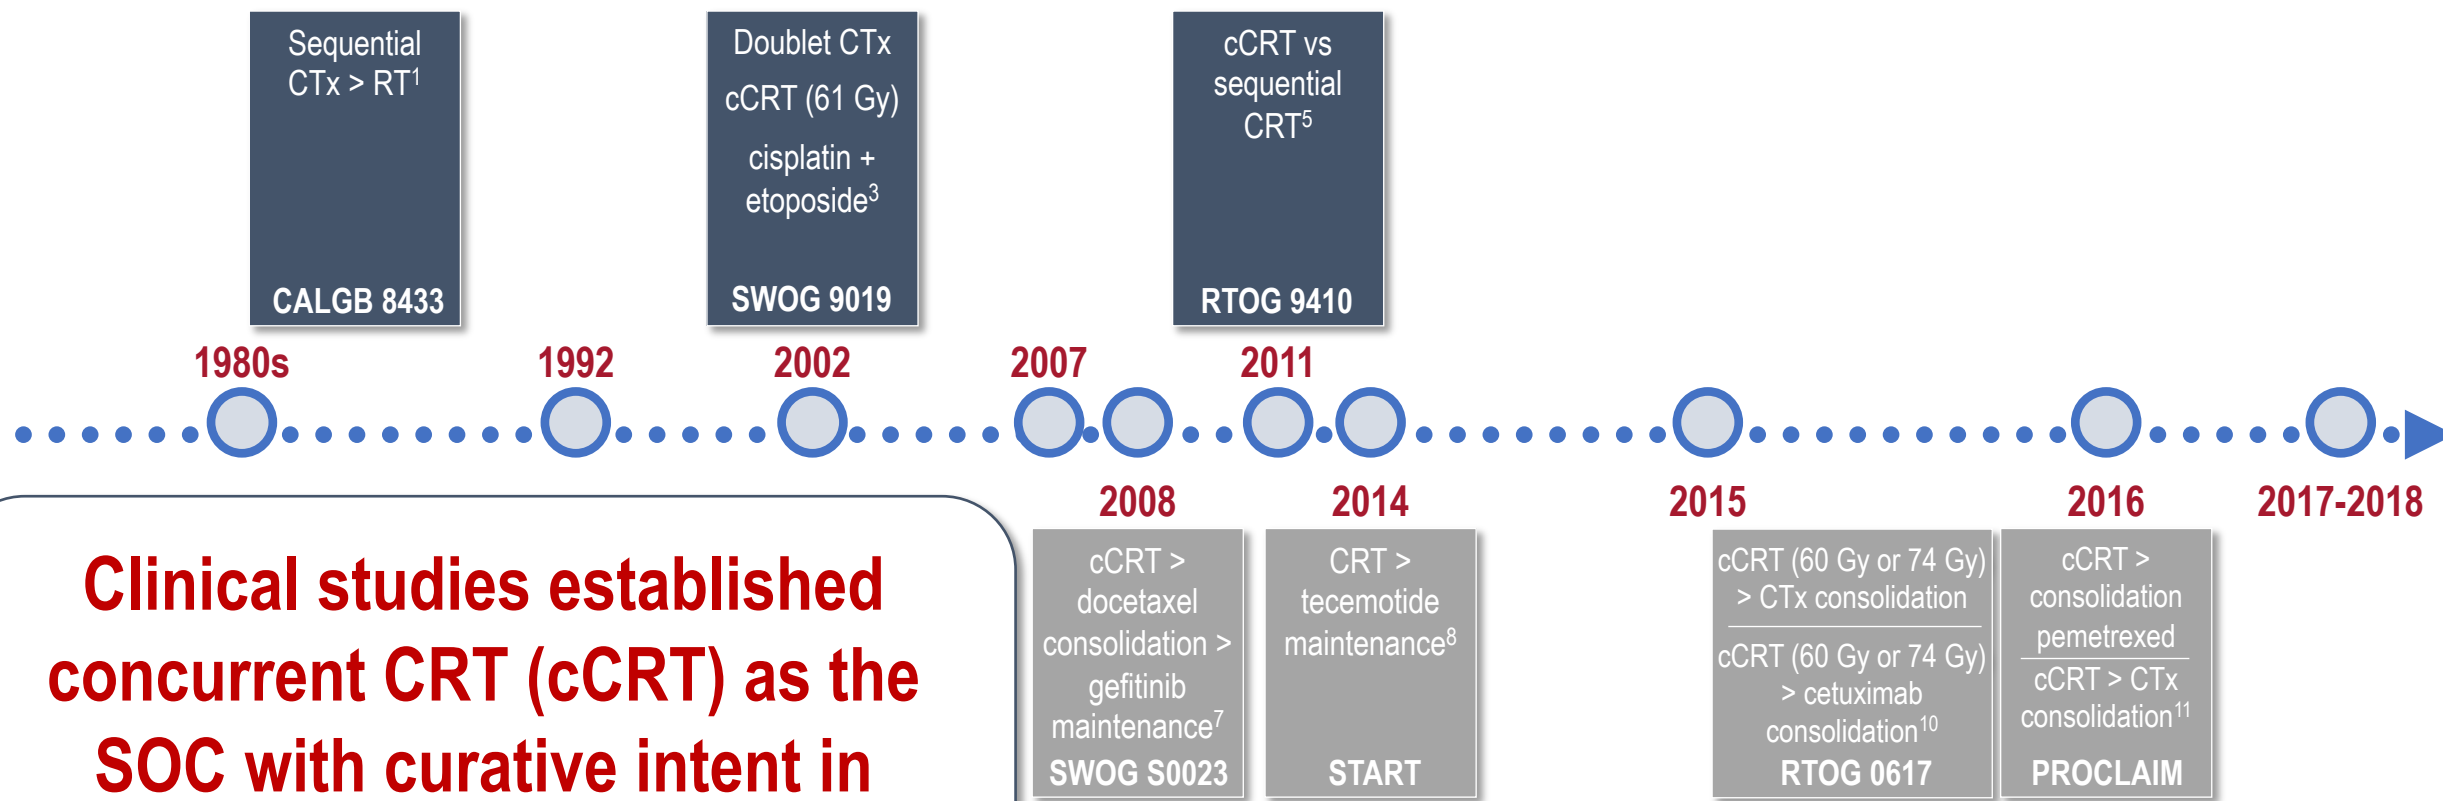 Sequential
CTx > RT1
CALGB 8433
Doublet CTx
cCRT (61 Gy)
cisplatin +
etoposide3
SWOG 9019
cCRT vs
sequential
CRT5
RTOG 9410
1980s
1992
2002
2007
2011
2008
2014
2015
2016
2017-2018
Clinical studies established
concurrent CRT (cCRT) as the
SOC with curative intent in
cCRT >
docetaxel
consolidation >
gefitinib
maintenance7
SWOG S0023
CRT >
tecemotide
maintenance8
START
cCRT (60 Gy or 74 Gy)
> CTx consolidation
cCRT (60 Gy or 74 Gy)
> cetuximab
consolidation10
RTOG 0617
cCRT >
consolidation
pemetrexed
cCRT > CTx
consolidation11
PROCLAIM